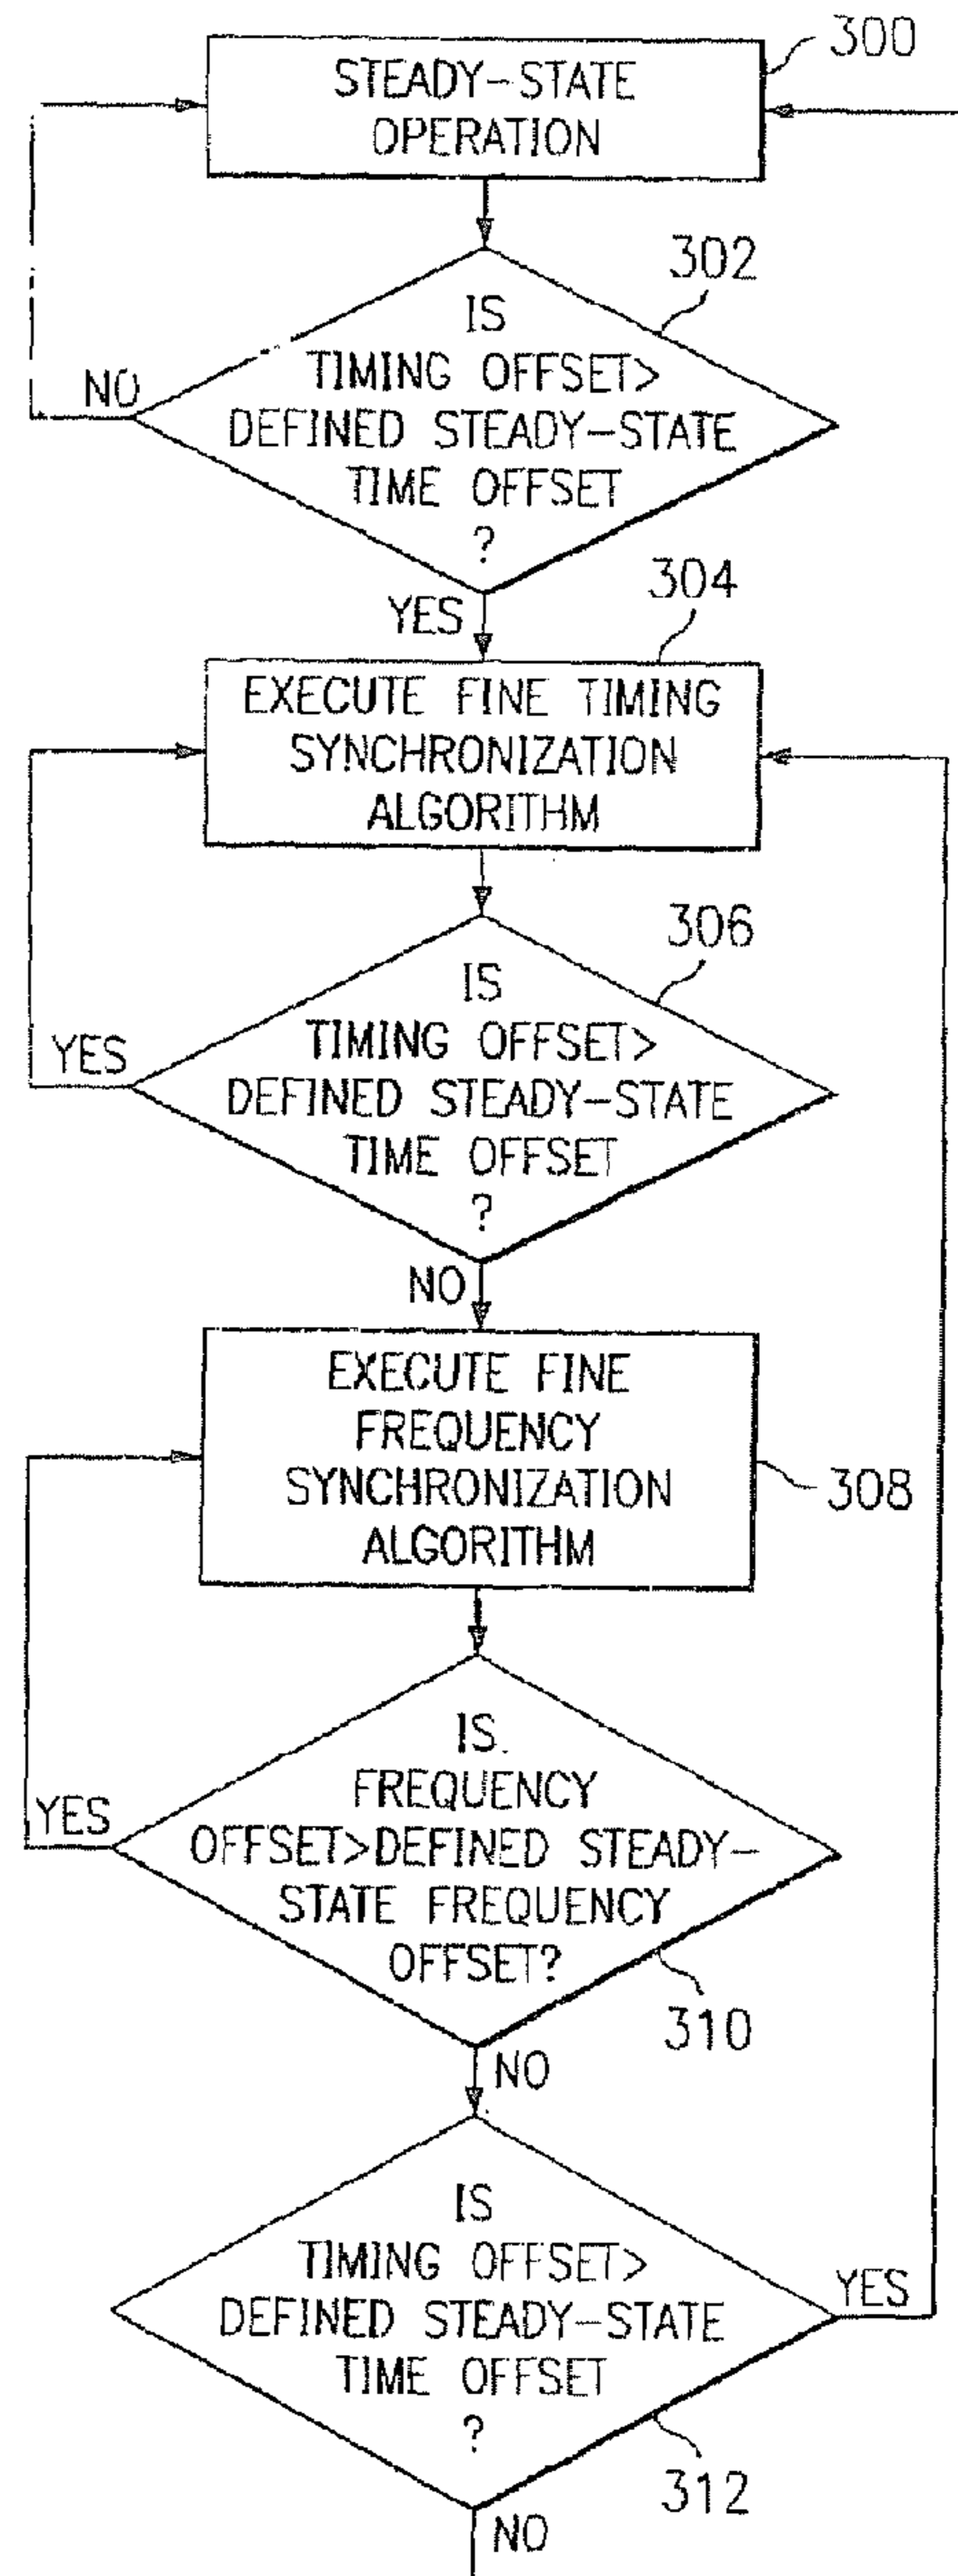 300
STEADY-STATE
OPERATION
302
IS
TIMING OFFSET>
DEFINED STEADY-STATE
TIME OFFSET
?
NO
YES
304
EXECUTE FINE TIMING
SYNCHRONIZATION
ALGORITHM
306
IS
TIMING OFFSET>
DEFINED STEADY-STATE
TIME OFFSET
?
YES
NO
EXECUTE FINE
FREQUENCY
SYNCHRONIZATION
ALGORITHM
308
IS
FREQUENCY
OFFSET>DEFINED STEADY-
STATE FREQUENCY
OFFSET?
YES
310
NO
IS
TIMING OFFSET>
DEFINED STEADY-STATE
TIME OFFSET
?
YES
312
NO